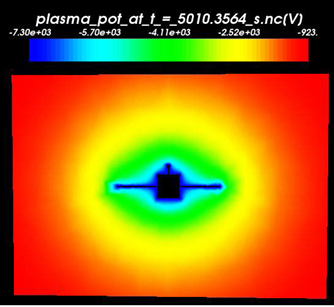 plasma_pot_at_t_=_5010.3564_s.nc(V)
-7.30e+03 -5.70e+03 -4.11e+03 -2.52e+03 -923.